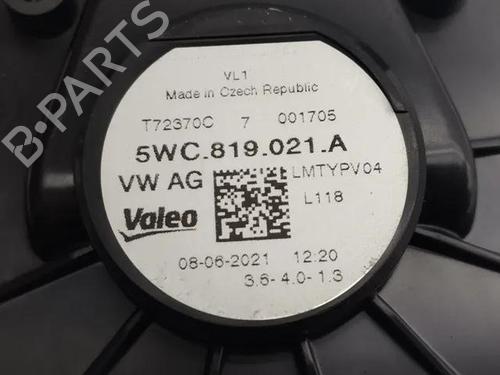 VL1
Made in Czech Republic
T72370C 7 001705
5WC.819.021.A
VW AG LMTYPV04
Valeo L118
08-06-2021 12:20
3.6- 4.0- 1.3
B-PARTS